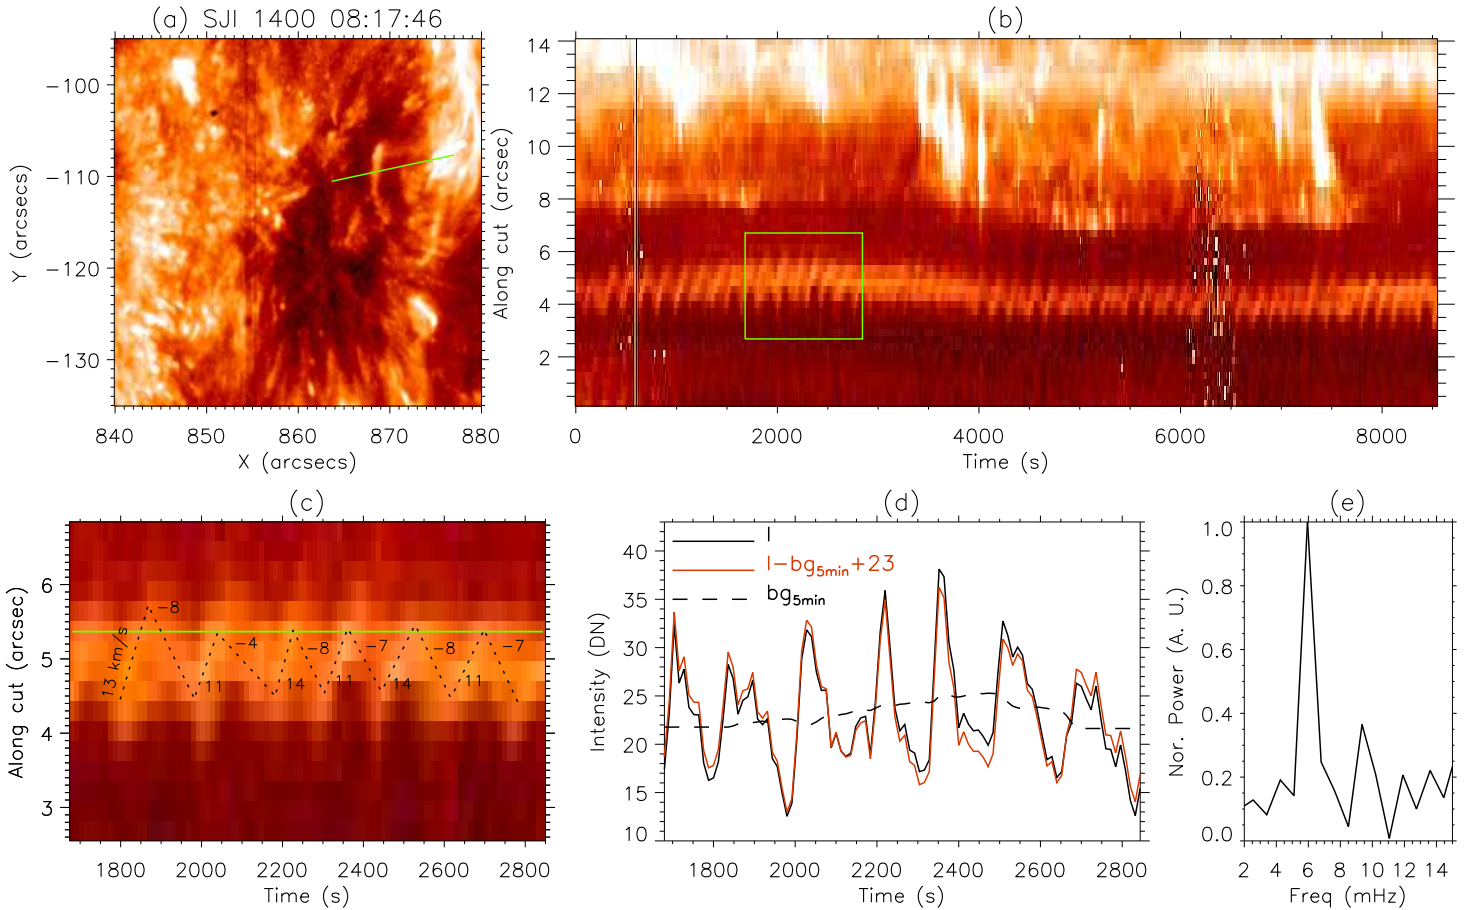 (a) SJI 1400 08:17:46
(b)
Y (arcsecs)
−100
−110
−120
−130
840 850 860 870 880
X (arcsecs)
Along cut (arcsec)
14
12
10
8
6
4
2
0 2000 4000 6000 8000
Time (s)
(c)
Along cut (arcsec)
6
5
4
3
13 km/s
−8
11
−4
14
−8
11
−7
14
−8
11
−7
1800 2000 2200 2400 2600 2800
Time (s)
(d)
Intensity (DN)
40
35
30
25
20
15
10
I
I−bg5min+23
bg5min
1800 2000 2200 2400 2600 2800
Time (s)
(e)
Nor. Power (A. U.)
1.0
0.8
0.6
0.4
0.2
0.0
2 4 6 8 10 12 14
Freq (mHz)